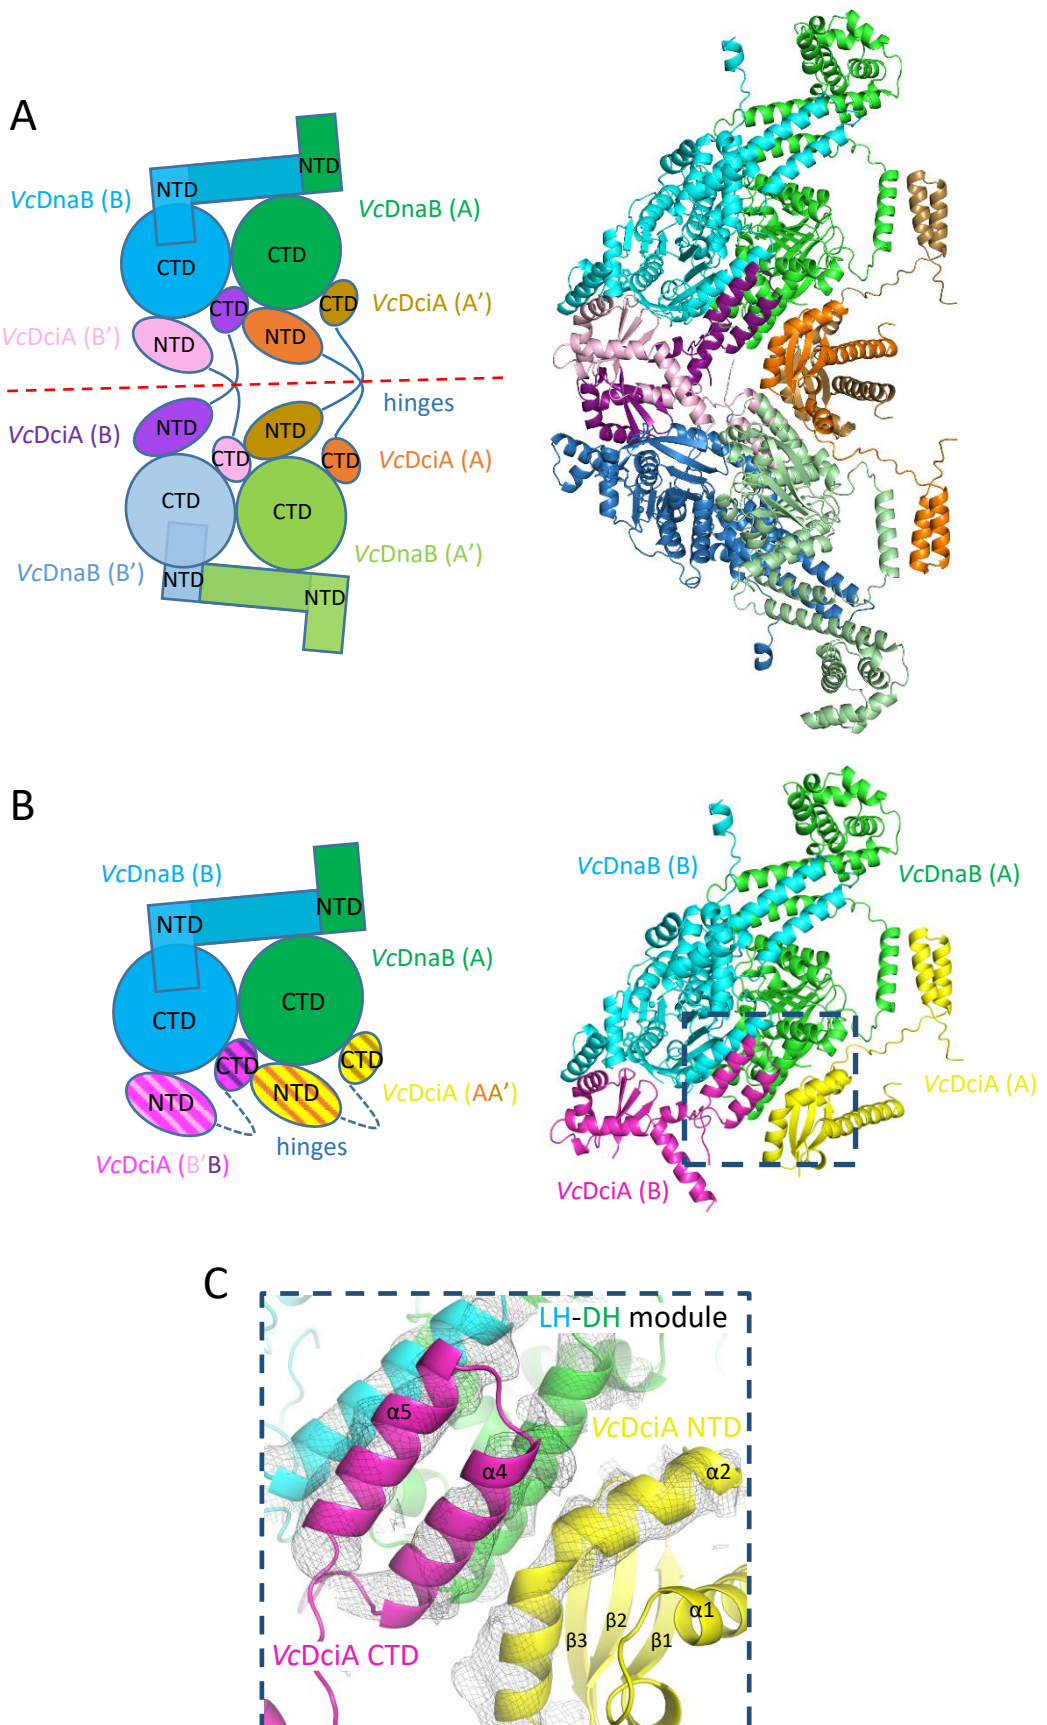 A
NTD
NTD
VcDnaB (B)
VcDnaB (A)
CTD
CTD
CTD
CTD
VcDciA (A’)
VcDciA (B’)
NTD
NTD
hinges
VcDciA (B)
NTD
NTD
CTD
CTD
VcDciA (A)
CTD
CTD
VcDnaB (A’)
VcDnaB (B’)
NTD
NTD
B
VcDnaB (B)
NTD
NTD
VcDnaB (A)
CTD
CTD
CTD
CTD
NTD
NTD
VcDciA (AA’)
hinges
VcDciA (B’B)
VcDnaB (B)
VcDnaB (A)
VcDciA (A)
VcDciA (B)
C
LH-DH module
α5
VcDciA NTD
α4
α2
α1
β2
β3
β1
VcDciA CTD